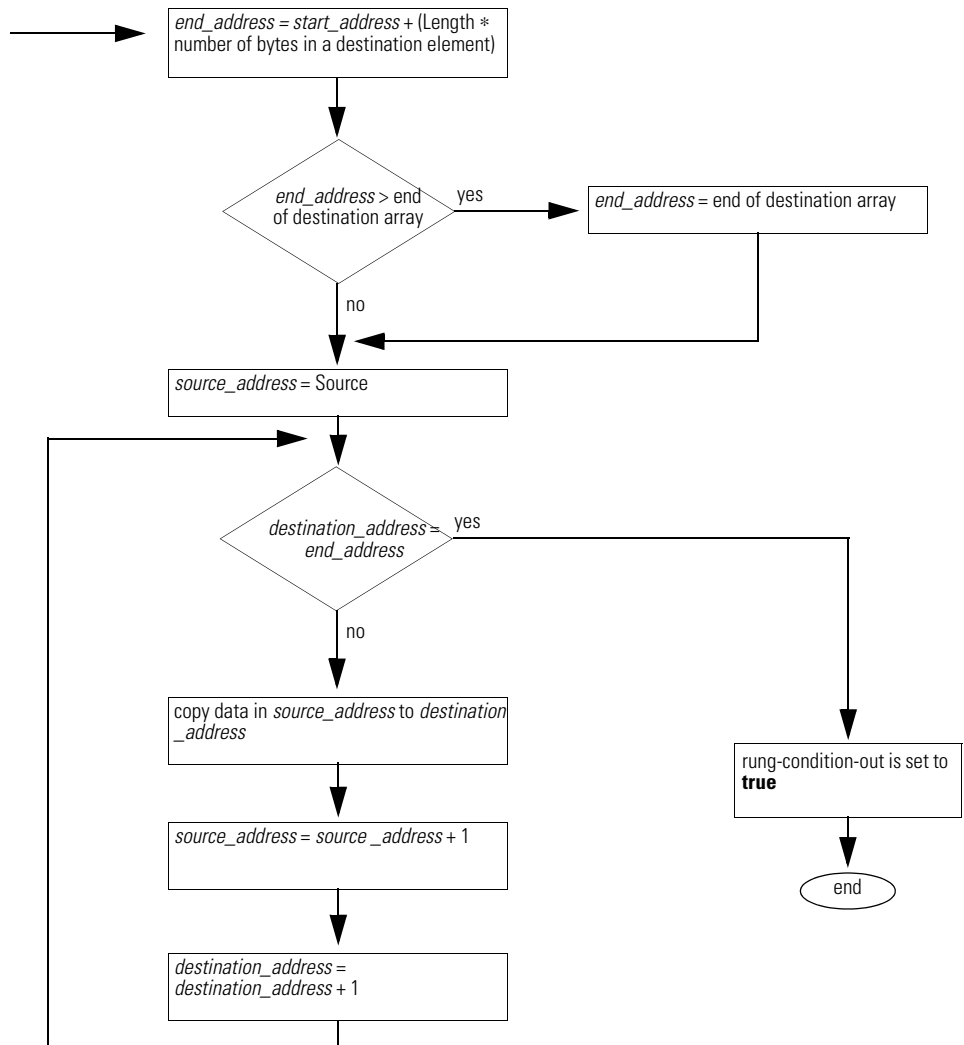 end_address = start_address + (Length ∗
number of bytes in a destination element)
end_address > end
of destination array
yes
end_address = end of destination array
no
source_address = Source
destination_address =
end_address
yes
no
copy data in source_address to destination
_address
rung-condition-out is set to
true
source_address = source _address + 1
end
destination_address =
destination_address + 1